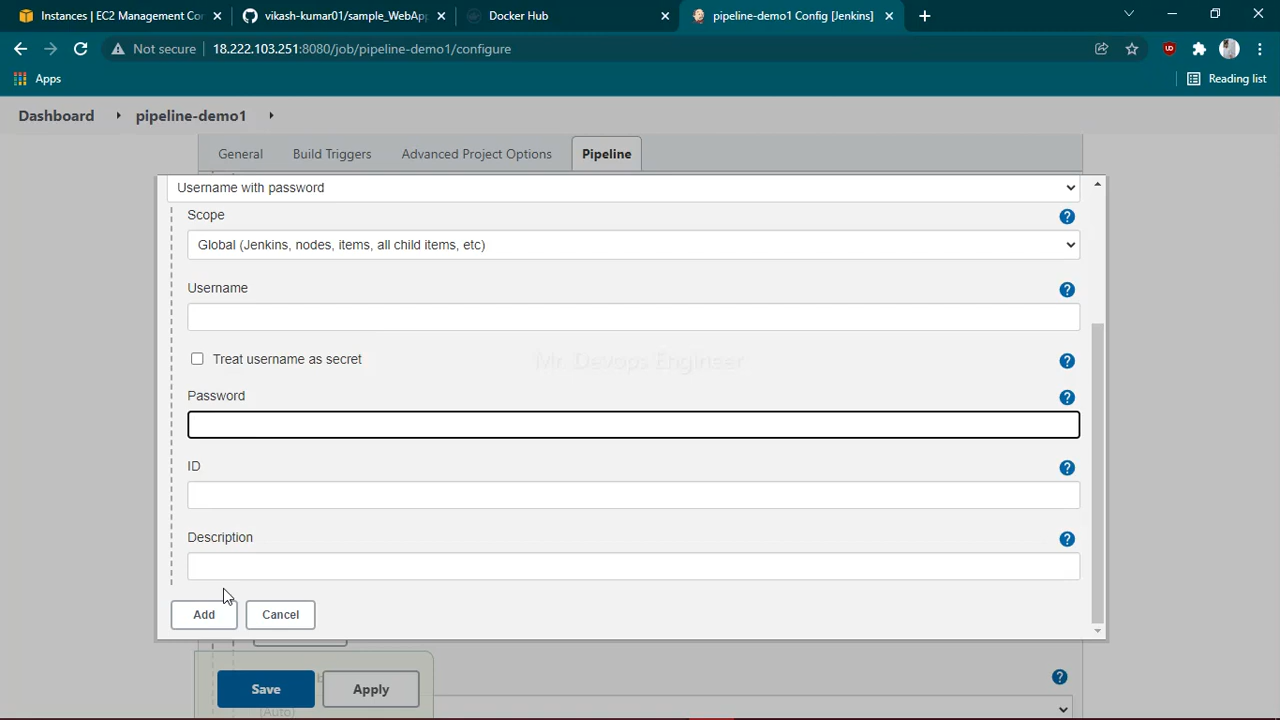 Instances | EC2 Management Con
vikash-kumar01/sample_WebApp
Docker Hub
pipeline-demo1 Config [Jenkins]
Not secure
18.222.103.251:8080/job/pipeline-demo1/configure
Apps
Reading list
Dashboard
pipeline-demo1
General
Build Triggers
Advanced Project Options
Pipeline
Username with password
Scope
Global (Jenkins, nodes, items, all child items, etc)
Username
Treat username as secret
Mr. Devops Engineer
Password
ID
Description
Add
Cancel
Save
Apply
(Auto)